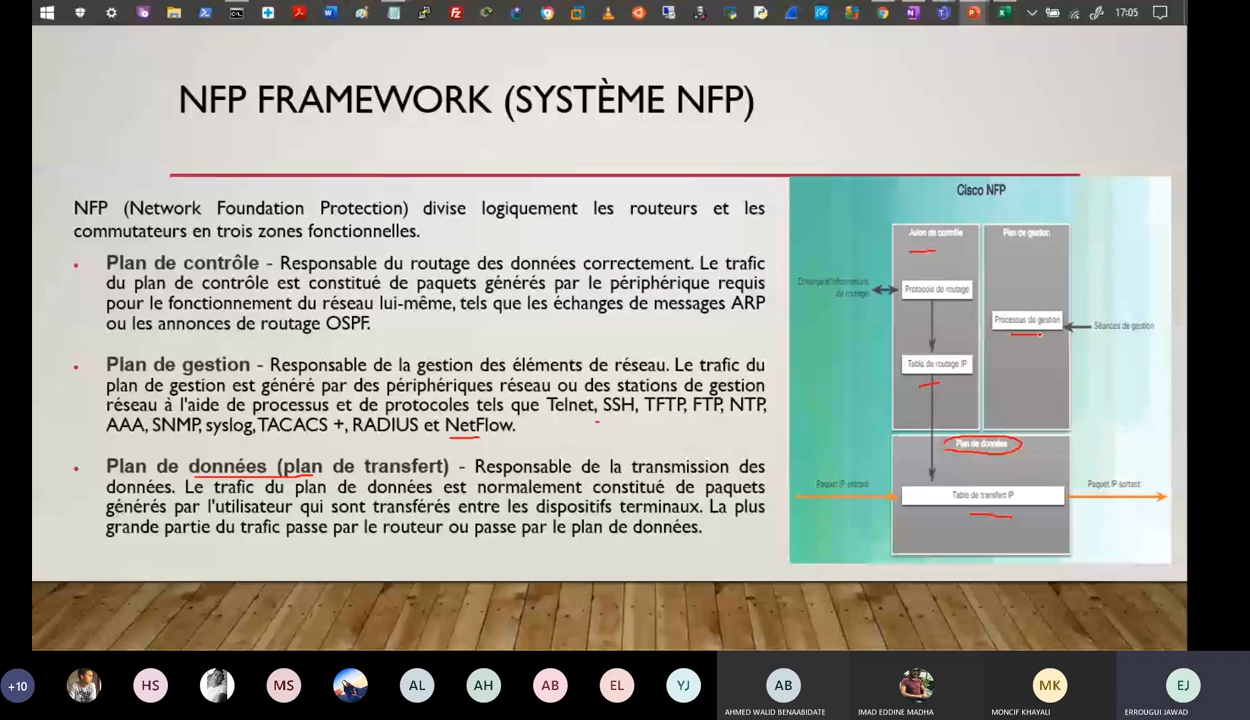 17:05
NFP FRAMEWORK (SYSTÈME NFP)
NFP (Network Foundation Protection) divise logiquement les routeurs et les
commutateurs en trois zones fonctionnelles.
• Plan de contrôle - Responsable du routage des données correctement. Le trafic
du plan de contrôle est constitué de paquets générés par le périphérique requis
pour le fonctionnement du réseau lui-même, tels que les échanges de messages ARP
ou les annonces de routage OSPF.
• Plan de gestion - Responsable de la gestion des éléments de réseau. Le trafic du
plan de gestion est généré par des périphériques réseau ou des stations de gestion
réseau à l'aide de processus et de protocoles tels que Telnet, SSH, TFTP, FTP, NTP,
AAA, SNMP, syslog, TACACS +, RADIUS et NetFlow.
• Plan de données (plan de transfert) - Responsable de la transmission des
données. Le trafic du plan de données est normalement constitué de paquets
générés par l'utilisateur qui sont transférés entre les dispositifs terminaux. La plus
grande partie du trafic passe par le routeur ou passe par le plan de données.
Cisco NFP
Avion de contrôle
Plan de gestion
d'informations
de routage
Protocole de routage
Processus de gestion
Séances de gestion
Table de routage IP
Plan de données
Paquet IP entrant
Table de transfert IP
Paquet IP sortant
+10
HS
MS
AL
AH
AB
EL
YJ
AB
MK
EJ
AHMED WALID BENAABIDATE
IMAD EDDINE MADHA
MONCIF KHAYALI
ERROUGUI JAWAD